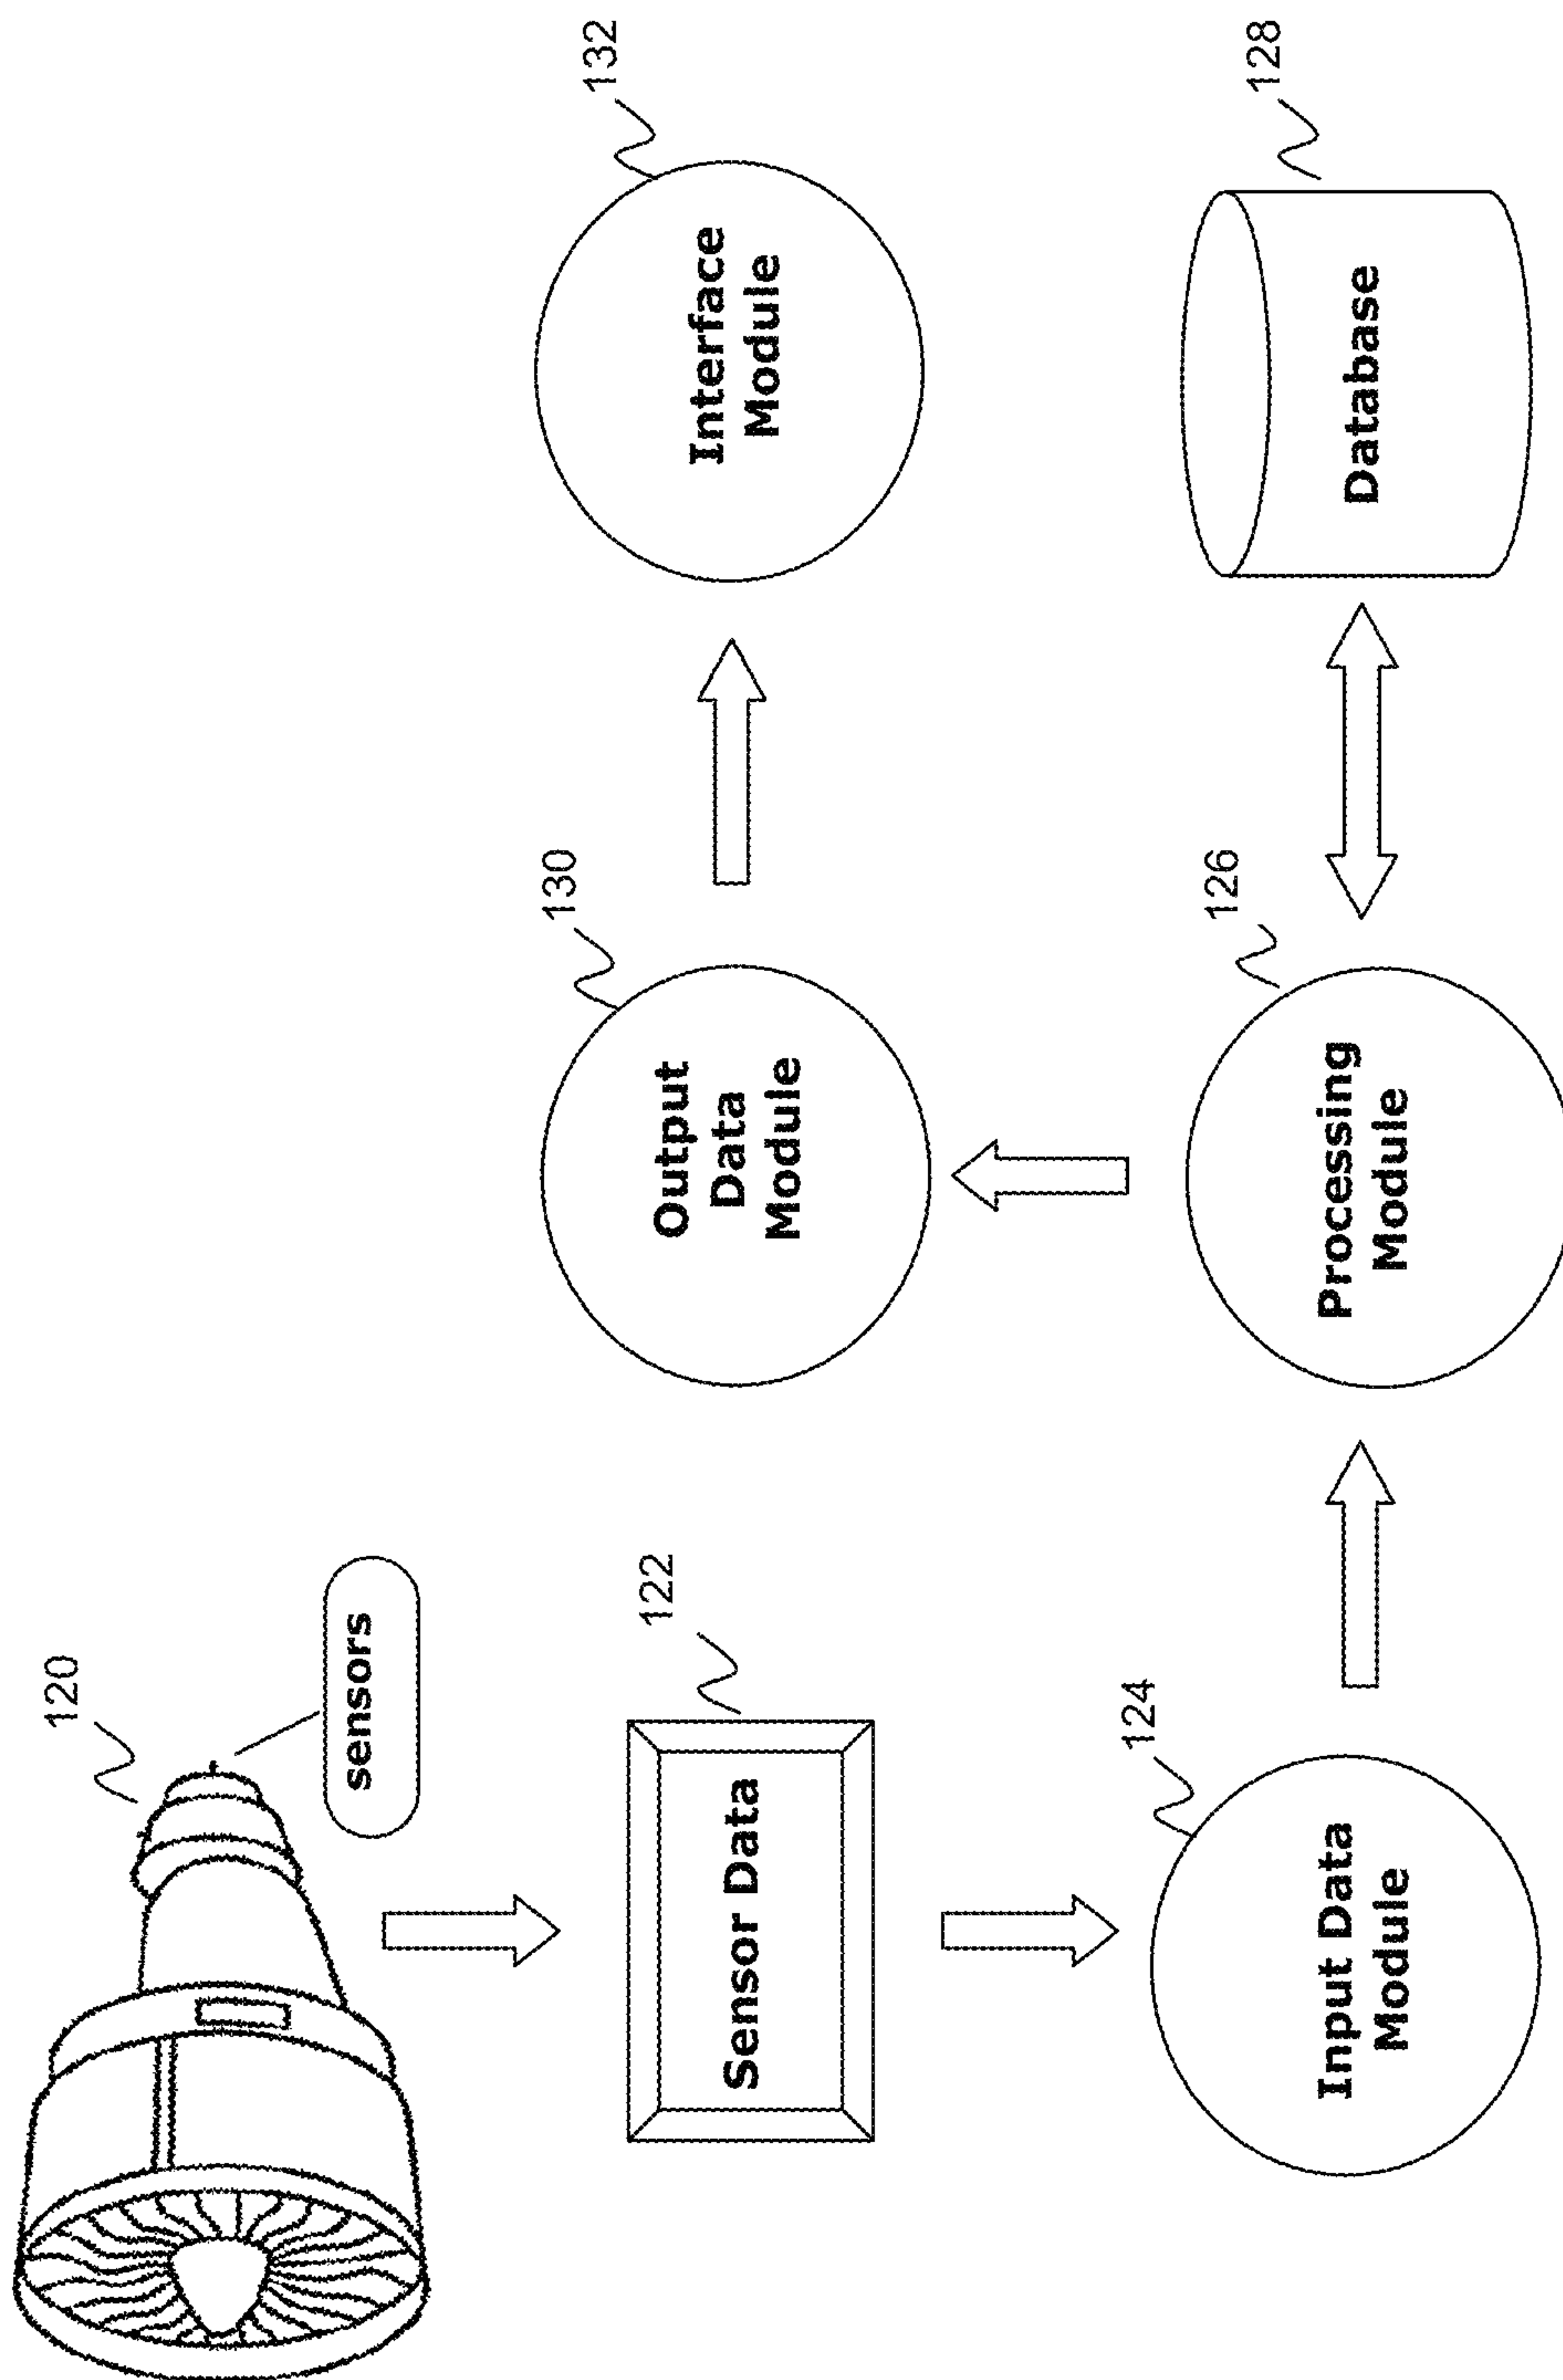 120
sensors
122
Sensor Data
124
Input Data
Module
126
Processing
Module
128
Database
130
Output
Data
Module
132
Interface
Module